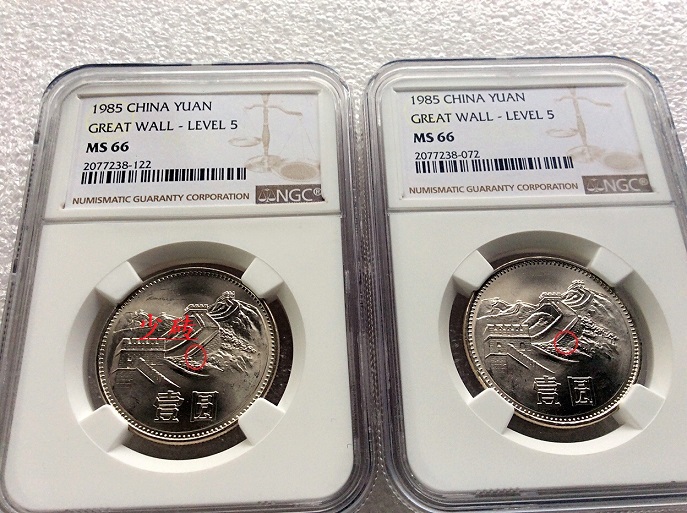 1985 CHINA YUAN
GREAT WALL - LEVEL 5
MS 66
2077238-122
NUMISMATIC GUARANTY CORPORATION
NGC®
少砖
壹圆
1985 CHINA YUAN
GREAT WALL - LEVEL 5
MS 66
2077238-072
NUMISMATIC GUARANTY CORPORATION
NGC
壹圆